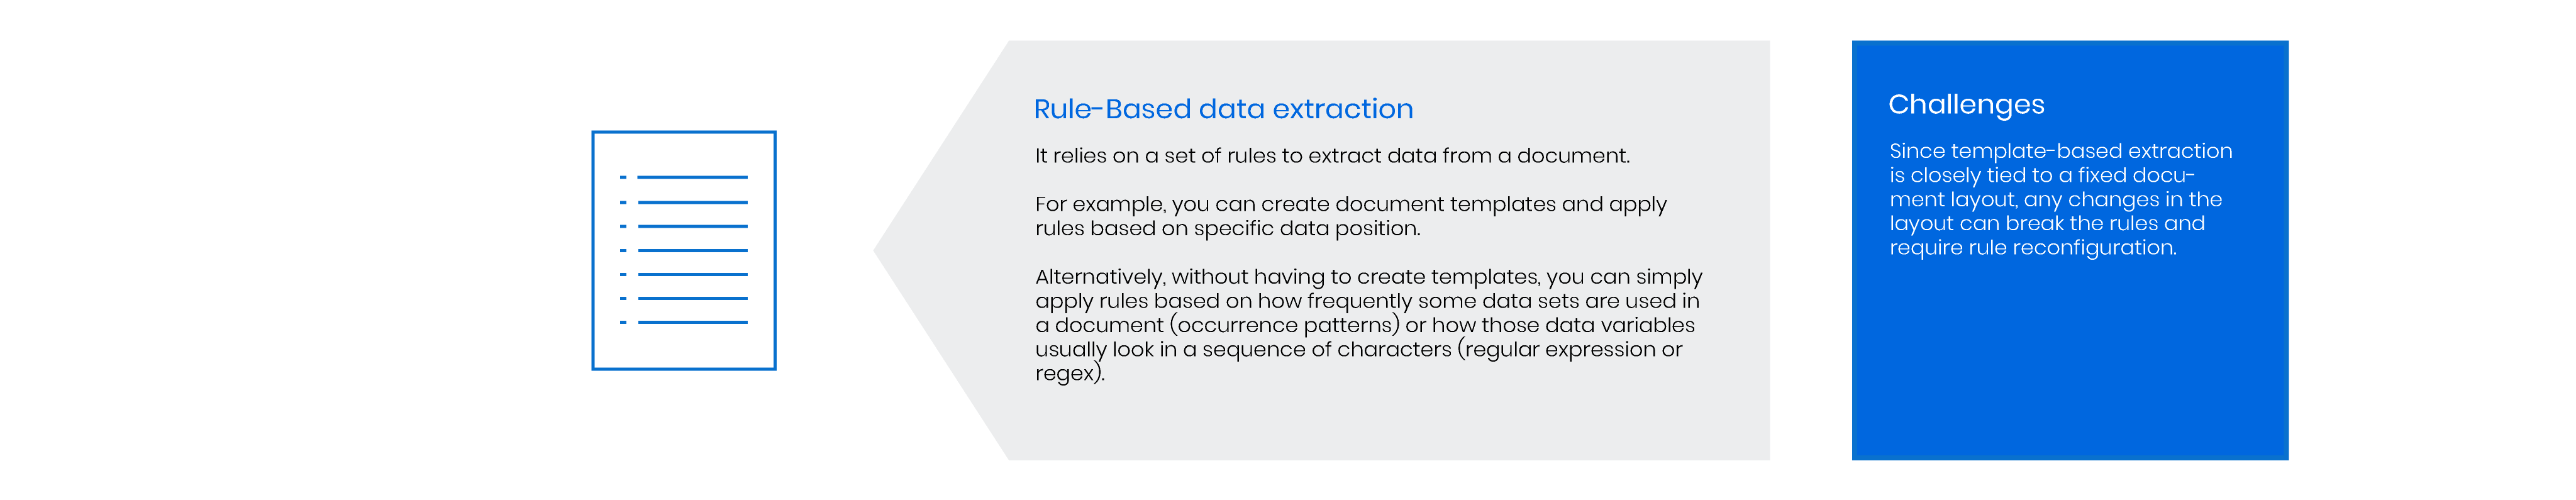 Rule-Based data extraction
It relies on a set of rules to extract data from a document.
For example, you can create document templates and apply
rules based on specific data position.
Alternatively, without having to create templates, you can simply
apply rules based on how frequently some data sets are used in
a document (occurrence patterns) or how those data variables
usually look in a sequence of characters (regular expression or
regex).
Challenges
Since template-based extraction
is closely tied to a fixed docu-
ment layout, any changes in the
layout can break the rules and
require rule reconfiguration.